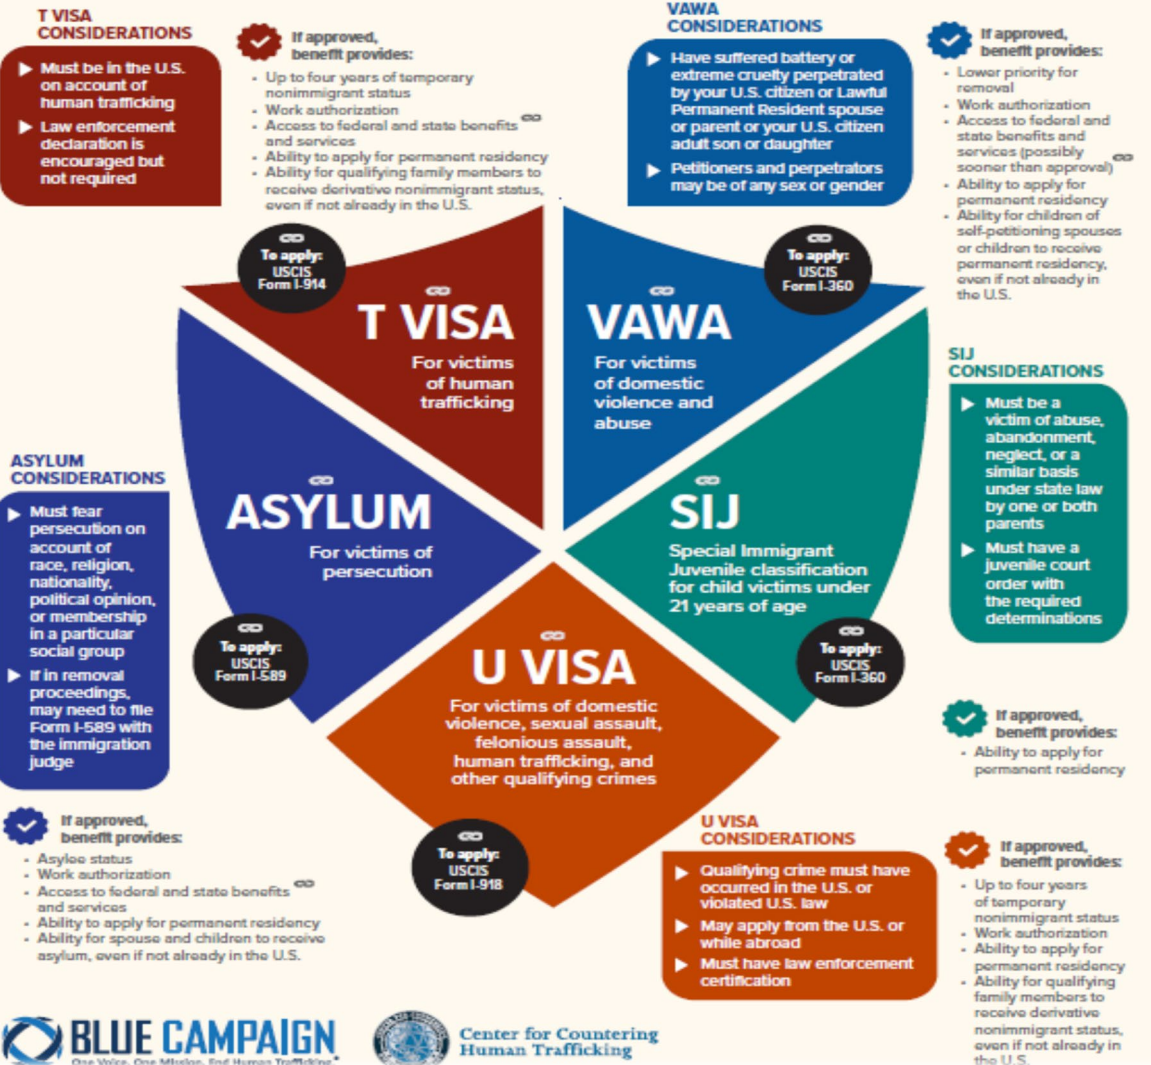 T VISA
CONSIDERATIONS
Must be in the U.S.
on account of
human trafficking
Law enforcement
declaration is
encouraged but
not required
If approved,
benefit provides:
• Up to four years of temporary
nonimmigrant status
• Work authorization
• Access to federal and state benefits
and services
• Ability to apply for permanent residency
• Ability for qualifying family members to
receive derivative nonimmigrant status,
even if not already in the U.S.
VAWA
CONSIDERATIONS
Have suffered battery or
extreme cruelty perpetrated
by your U.S. citizen or Lawful
Permanent Resident spouse
or parent or your U.S. citizen
adult son or daughter
Petitioners and perpetrators
may be of any sex or gender
If approved,
benefit provides:
• Lower priority for
removal
• Work authorization
• Access to federal and
state benefits and
services (possibly
sooner than approval)
• Ability to apply for
permanent residency
• Ability for children of
self-petitioning spouses
or children to receive
permanent residency,
even if not already in
the U.S.
To apply:
USCIS
Form I-914
T VISA
For victims
of human
trafficking
To apply:
USCIS
Form I-360
VAWA
For victims
of domestic
violence and
abuse
SIJ
CONSIDERATIONS
Must be a
victim of abuse,
abandonment,
neglect, or a
similar basis
under state law
by one or both
parents
Must have a
juvenile court
order with
the required
determinations
ASYLUM
CONSIDERATIONS
Must fear
persecution on
account of
race, religion,
nationality,
political opinion,
or membership
in a particular
social group
If in removal
proceedings,
may need to file
Form I-589 with
the immigration
judge
ASYLUM
For victims of
persecution
To apply:
USCIS
Form I-589
SIJ
Special Immigrant
Juvenile classification
for child victims under
21 years of age
To apply:
USCIS
Form I-360
U VISA
For victims of domestic
violence, sexual assault,
felonious assault,
human trafficking, and
other qualifying crimes
To apply:
USCIS
Form I-918
If approved,
benefit provides:
• Ability to apply for
permanent residency
If approved,
benefit provides:
• Asylee status
• Work authorization
• Access to federal and state benefits
and services
• Ability to apply for permanent residency
• Ability for spouse and children to receive
asylum, even if not already in the U.S.
U VISA
CONSIDERATIONS
Qualifying crime must have
occurred in the U.S. or
violated U.S. law
May apply from the U.S. or
while abroad
Must have law enforcement
certification
If approved,
benefit provides:
• Up to four years
of temporary
nonimmigrant status
• Work authorization
• Ability to apply for
permanent residency
• Ability for qualifying
family members to
receive derivative
nonimmigrant status,
even if not already in
the U.S.
BLUE CAMPAIGN
One Voice. One Mission. End Human Trafficking.
Center for Countering
Human Trafficking